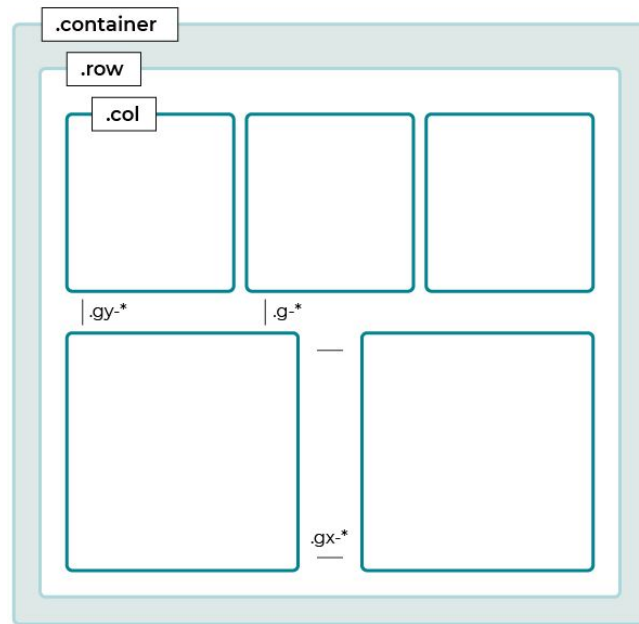 .container
.row
.col
.gy-*
.g-*
.gx-*